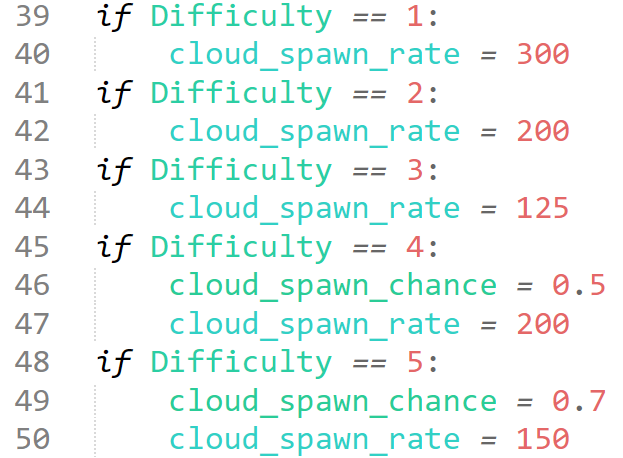 39 if Difficulty == 1:
40 cloud_spawn_rate = 300
41 if Difficulty == 2:
42 cloud_spawn_rate = 200
43 if Difficulty == 3:
44 cloud_spawn_rate = 125
45 if Difficulty == 4:
46 cloud_spawn_chance = 0.5
47 cloud_spawn_rate = 200
48 if Difficulty == 5:
49 cloud_spawn_chance = 0.7
50 cloud_spawn_rate = 150